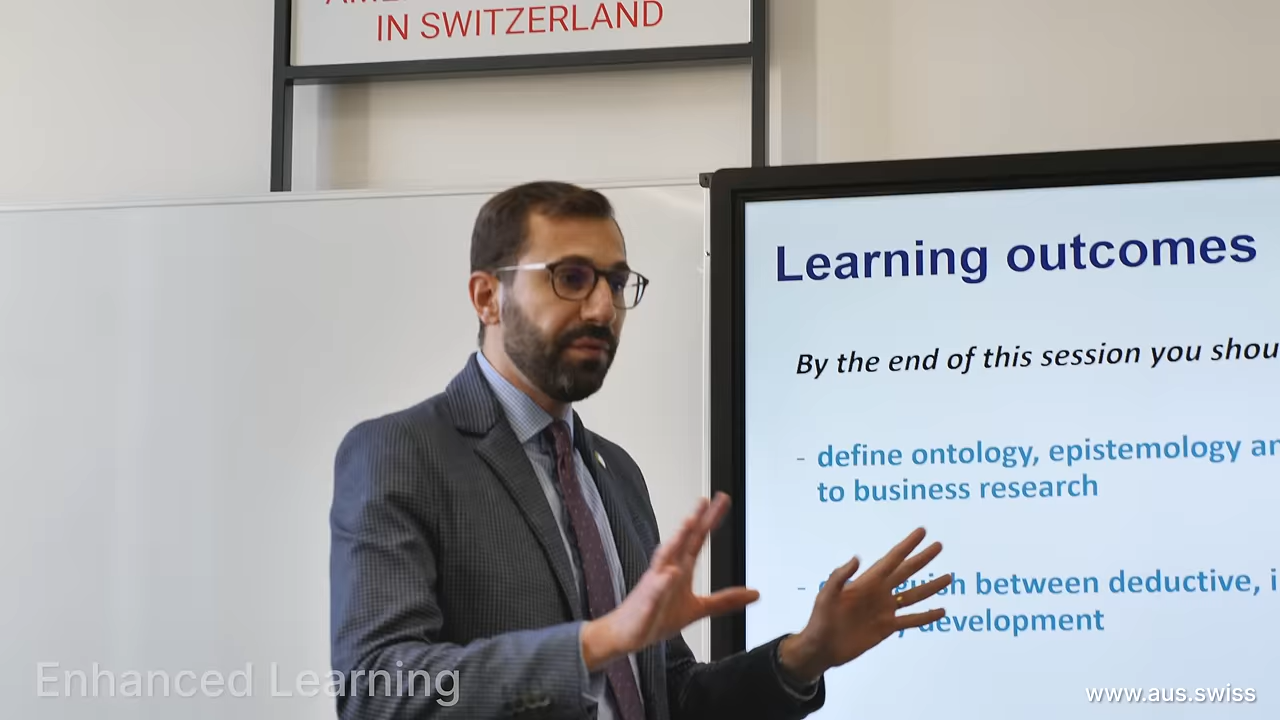 IN SWITZERLAND
Learning outcomes
By the end of this session you shou
- define ontology, epistemology an
to business research
- between deductive, i
development
Enhanced Learning
www.aus.swiss